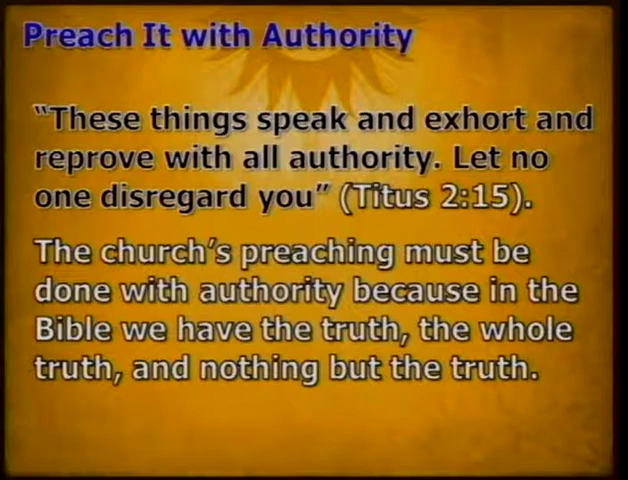 Preach It with Authority
“These things speak and exhort and
reprove with all authority. Let no
one disregard you” (Titus 2:15).
The church’s preaching must be
done with authority because in the
Bible we have the truth, the whole
truth, and nothing but the truth.